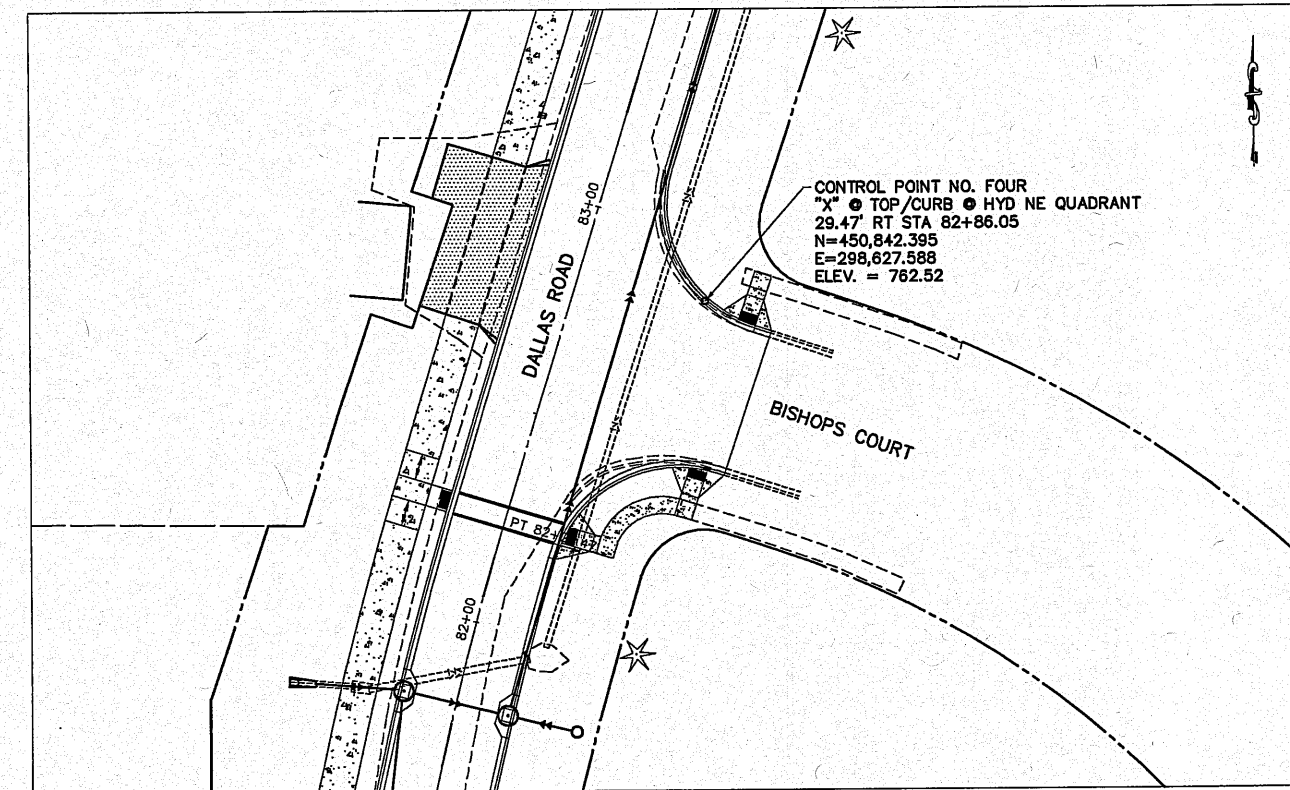 CONTROL POINT NO. FOUR
"X" @ TOP/CURB @ HYD NE QUADRANT
29.47' RT STA 82+86.05
N=450,842.395
E=298,627.588
ELEV. = 762.52
83+00
DALLAS ROAD
BISHOPS COURT
PT 82+
82+00